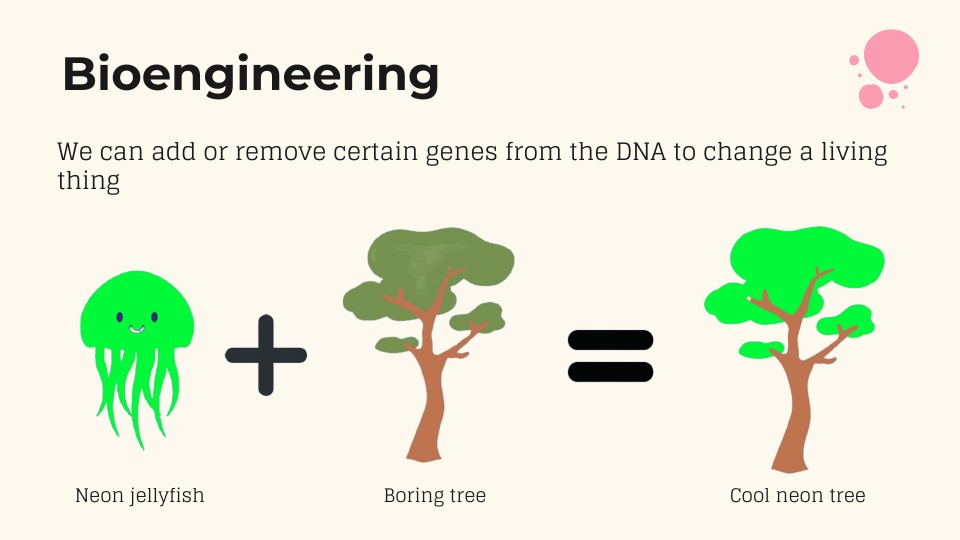 Bioengineering
We can add or remove certain genes from the DNA to change a living
thing
Neon jellyfish
Boring tree
Cool neon tree